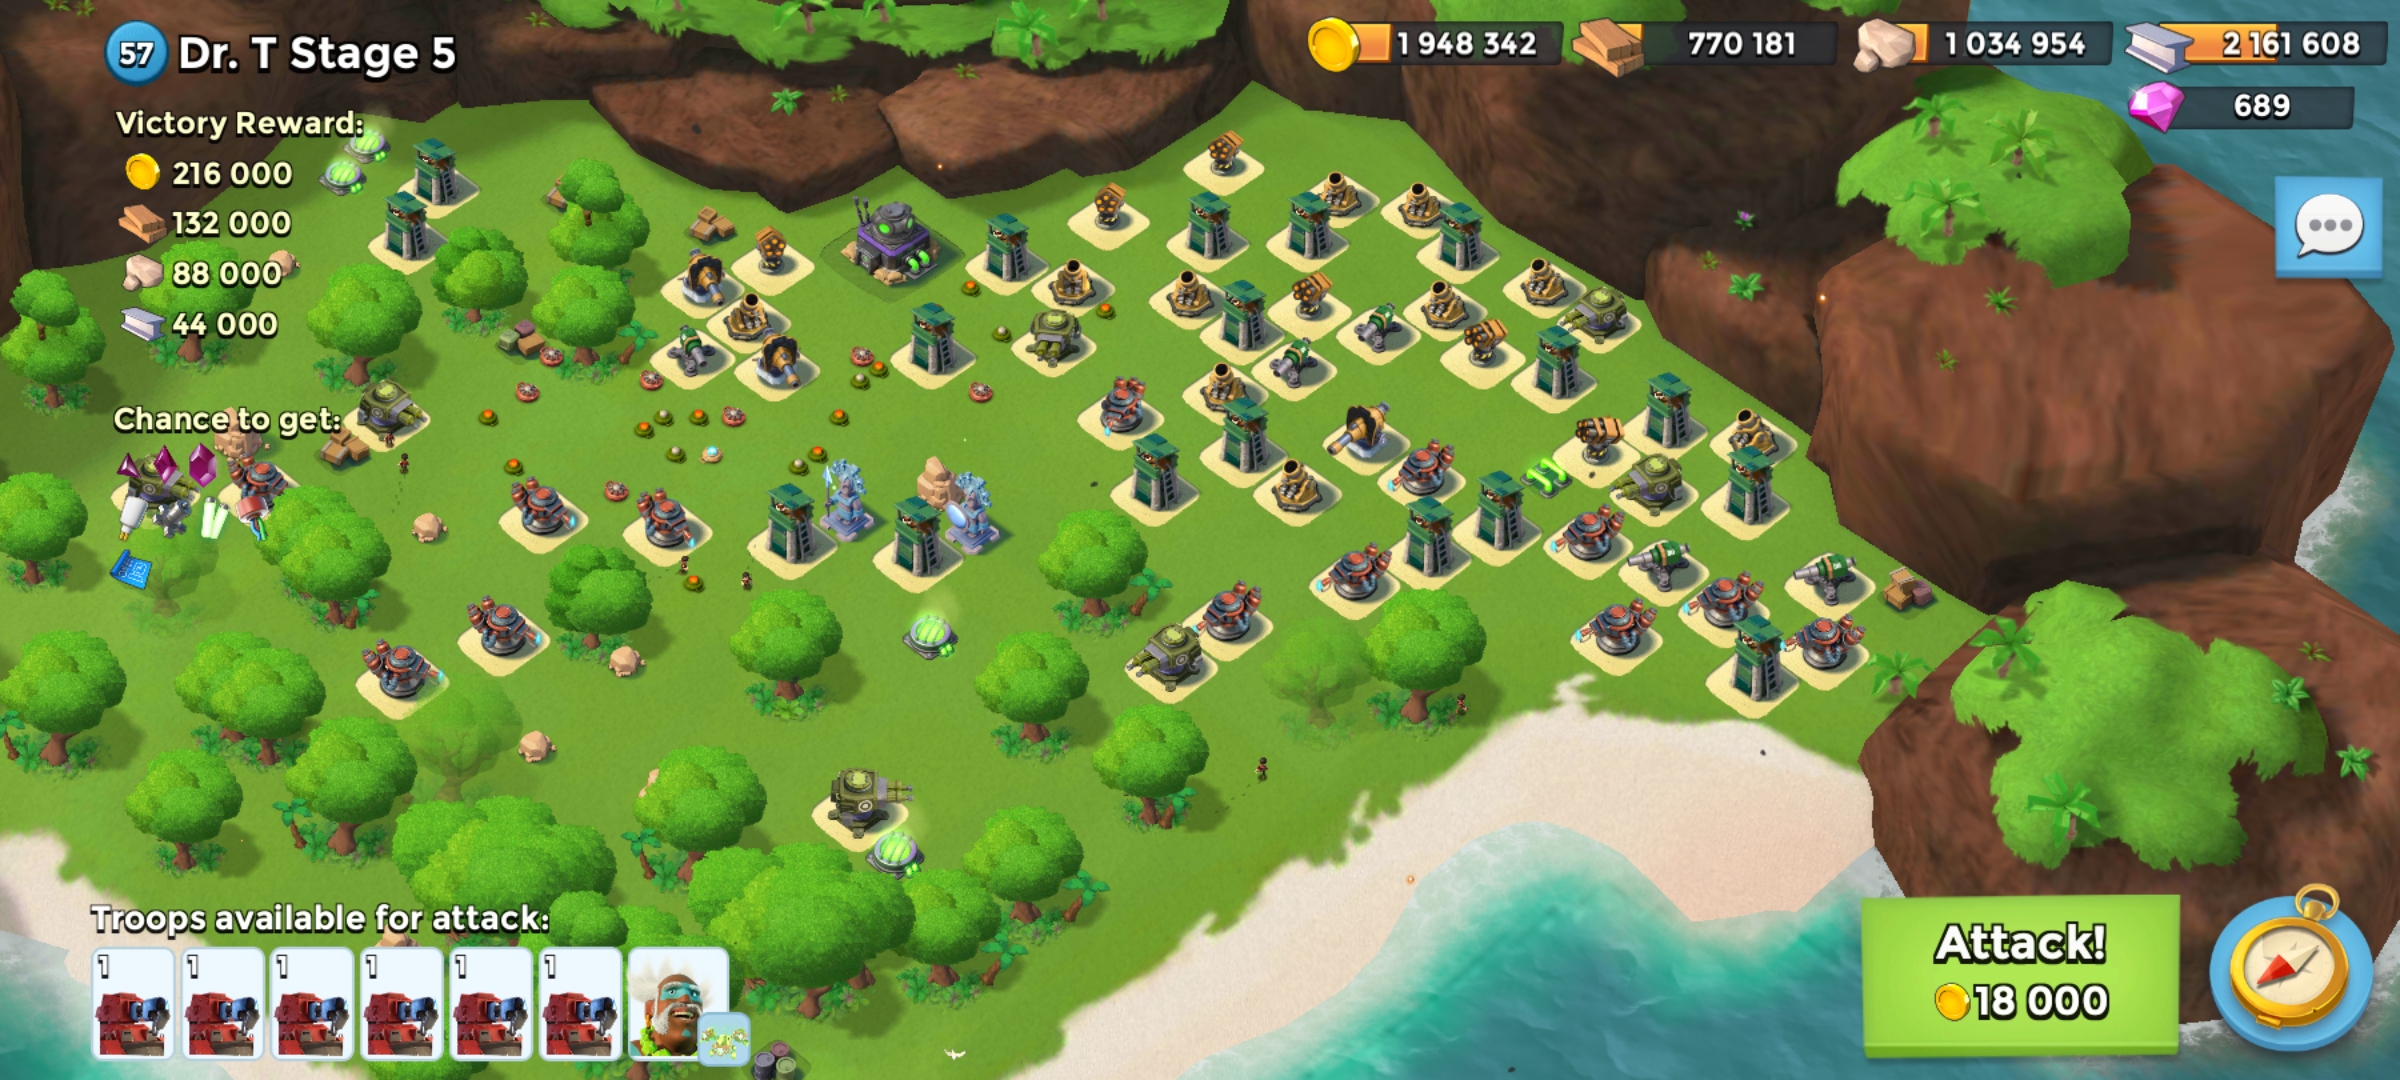 57 Dr. T Stage 5
1 948 342
770 181
1 034 954
2 161 608
689
Victory Reward:
216 000
132 000
88 000
44 000
Chance to get:
Troops available for attack:
1 1 1 1 1 1
Attack!
18 000